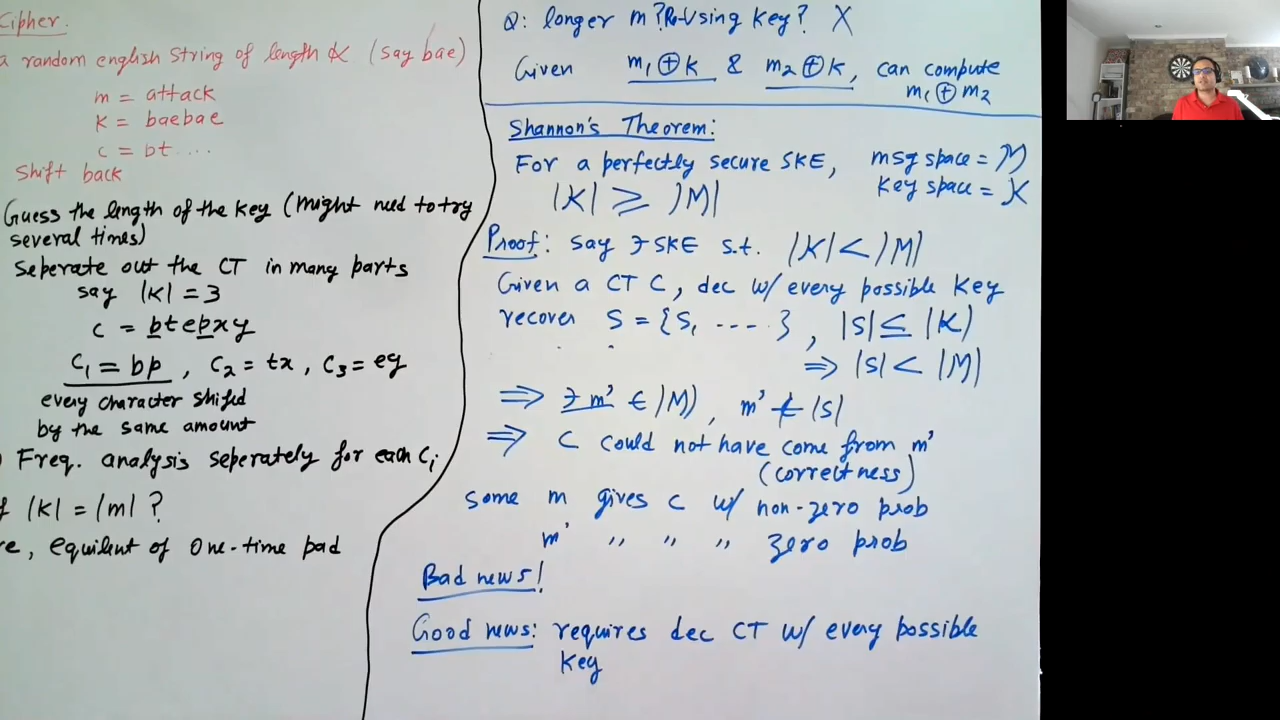 Cipher.
a random english string of length α (say bae)
m = attack
K = baebae
c = bt ....
Shift back
Guess the length of the key (might need to try
several times)
seperate out the CT in many parts
say |K| = 3
c = btepxy
C₁ = bp, C₂ = tx, C₃ = ey
every character shifted
by the same amount
Freq. analysis seperately for each Cᵢ
|K| = |m| ?
, equilent of one-time pad
Q: longer m? Re-Using Key? X
Given m₁⊕K & m₂⊕K, can compute
m₁⊕m₂
Shannon's Theorem:
For a perfectly secure SKE, msg space = M
Key space = K
|K| ≥ |M|
Proof: say ∃ SKE s.t. |K| < |M|
Given a CT C, dec w/ every possible Key
recover S = {S₁ ----}, |S| ≤ |K|
⇒ |S| < |M|
⇒ ∃ m' ∈ |M|, m' ∉ |S|
⇒ C could not have come from m'
(correctness)
some m gives c w/ non-zero prob
m' ,, ,, ,, zero prob
Bad news!
Good news: requires dec CT w/ every possible
Key